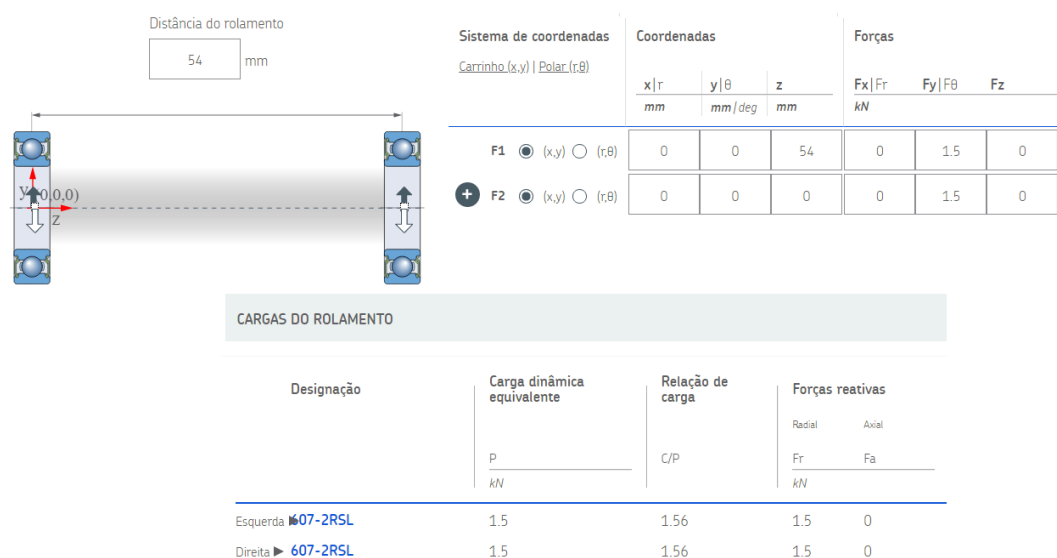 Distância do rolamento
54 mm
y (0,0,0)
z
Sistema de coordenadas Coordenadas Forças
Carrinho (x,y) | Polar (r,θ)
x|r y|θ z Fx|Fr Fy|Fθ Fz
mm mm/deg mm kN
F1 (x,y) (r,θ) 0 0 54 0 1.5 0
+ F2 (x,y) (r,θ) 0 0 0 0 1.5 0
CARGAS DO ROLAMENTO
Designação Carga dinâmica equivalente Relação de carga Forças reativas
Radial Axial
P C/P Fr Fa
kN kN
Esquerda 607-2RSL 1.5 1.56 1.5 0
Direita ▶ 607-2RSL 1.5 1.56 1.5 0